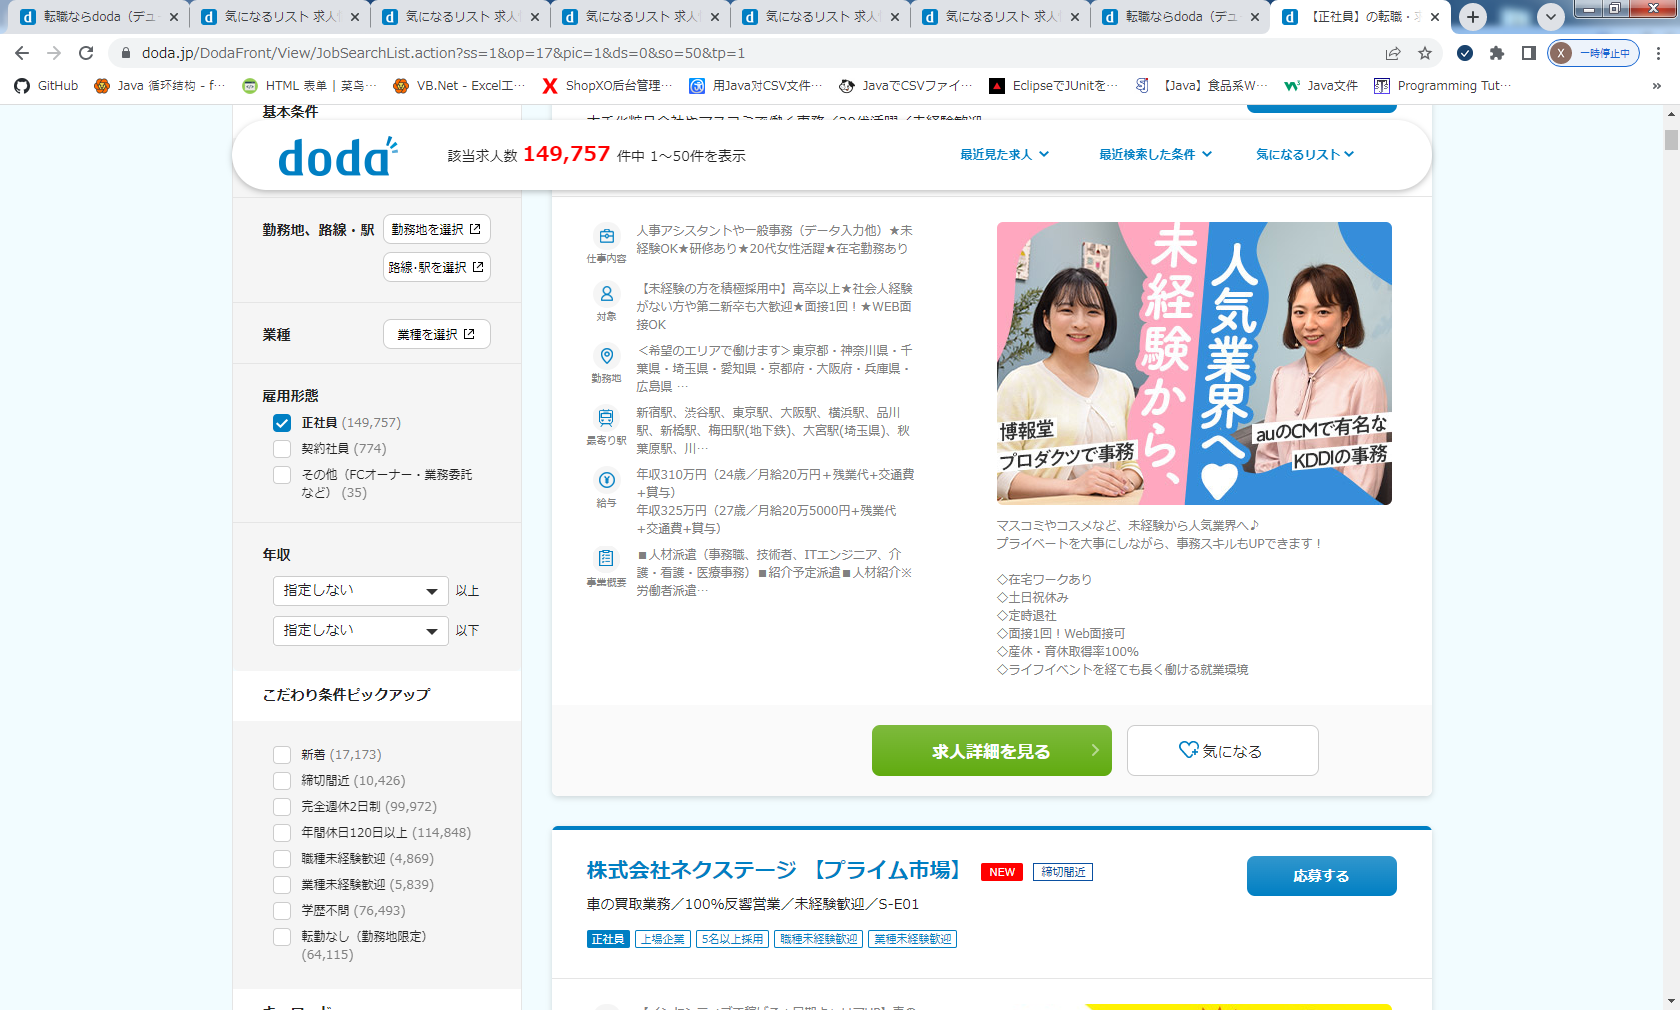 転職ならdoda（デュー
気になるリスト 求人
気になるリスト 求人
気になるリスト 求人
気になるリスト 求人
気になるリスト 求人
転職ならdoda（デュー
【正社員】の転職・求
doda.jp/DodaFront/View/JobSearchList.action?ss=1&op=17&pic=1&ds=0&so=50&tp=1
X 一時停止中
GitHub
Java 循环结构 - f…
HTML 表单 | 菜鸟…
VB.Net - Excelエ…
ShopXO后台管理…
用Java对CSV文件…
JavaでCSVファイ…
EclipseでJUnitを…
【Java】食品系W…
Java文件
Programming Tut…
»
基本条件
doda
該当求人数 149,757 件中 1～50件を表示
最近見た求人
最近検索した条件
気になるリスト
勤務地、路線・駅
勤務地を選択
路線･駅を選択
業種
業種を選択
雇用形態
正社員 (149,757)
契約社員 (774)
その他（FCオーナー・業務委託
など） (35)
年収
指定しない 以上
指定しない 以下
こだわり条件ピックアップ
新着 (17,173)
締切間近 (10,426)
完全週休2日制 (99,972)
年間休日120日以上 (114,848)
職種未経験歓迎 (4,869)
業種未経験歓迎 (5,839)
学歴不問 (76,493)
転勤なし（勤務地限定）
(64,115)
仕事内容
人事アシスタントや一般事務（データ入力他）★未
経験OK★研修あり★20代女性活躍★在宅勤務あり
対象
【未経験の方を積極採用中】高卒以上★社会人経験
がない方や第二新卒も大歓迎★面接1回！★WEB面
接OK
勤務地
＜希望のエリアで働けます＞東京都・神奈川県・千
葉県・埼玉県・愛知県・京都府・大阪府・兵庫県・
広島県 …
最寄り駅
新宿駅、渋谷駅、東京駅、大阪駅、横浜駅、品川
駅、新橋駅、梅田駅(地下鉄)、大宮駅(埼玉県)、秋
葉原駅、川…
給与
年収310万円（24歳／月給20万円＋残業代+交通費
+賞与）
年収325万円（27歳／月給20万5000円+残業代
+交通費+賞与）
事業概要
■人材派遣（事務職、技術者、ITエンジニア、介
護・看護・医療事務）■紹介予定派遣■人材紹介※
労働者派遣…
未経験から、
人気業界へ
博報堂
プロダクツで事務
auのCMで有名な
KDDIの事務
マスコミやコスメなど、未経験から人気業界へ♪
プライベートを大事にしながら、事務スキルもUPできます！
◇在宅ワークあり
◇土日祝休み
◇定時退社
◇面接1回！Web面接可
◇産休・育休取得率100%
◇ライフイベントを経ても長く働ける就業環境
求人詳細を見る
気になる
株式会社ネクステージ 【プライム市場】
NEW
締切間近
応募する
車の買取業務／100%反響営業／未経験歓迎／S-E01
正社員
上場企業
5名以上採用
職種未経験歓迎
業種未経験歓迎